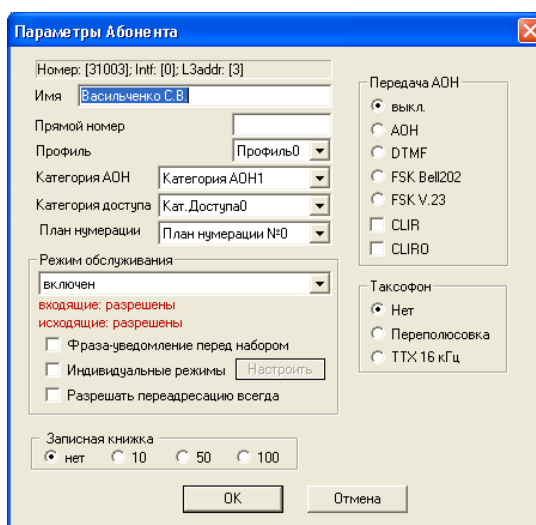 Параметры Абонента
Номер: [31003]; Intf: [0]; L3addr: [3]
Имя Васильченко С.В.
Прямой номер
Профиль Профиль0
Категория АОН Категория АОН1
Категория доступа Кат.Доступа0
План нумерации План нумерации №0
Режим обслуживания
включен
входящие: разрешены
исходящие: разрешены
Фраза-уведомление перед набором
Индивидуальные режимы Настроить
Разрешать переадресацию всегда
Записная книжка
нет 10 50 100
Передача АОН
выкл.
АОН
DTMF
FSK Bell202
FSK V.23
CLIR
CLIRO
Таксофон
Нет
Переполюсовка
ТТХ 16 кГц
OK Отмена